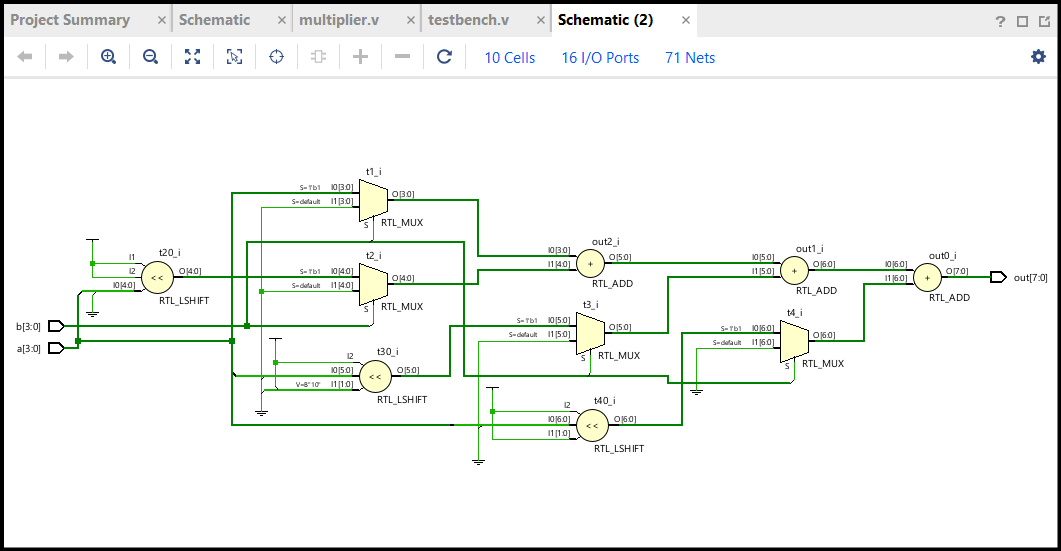 Project Summary × Schematic × multiplier.v × testbench.v × Schematic (2) × ?
10 Cells 16 I/O Ports 71 Nets
t1_i
S=1'b1 I0[3:0]
S=default I1[3:0]
O[3:0]
S
RTL_MUX
t20_i
I1
I2
I0[4:0]
<<
O[4:0]
RTL_LSHIFT
t2_i
S=1'b1 I0[4:0]
S=default I1[4:0]
O[4:0]
S
RTL_MUX
out2_i
I0[3:0]
I1[4:0]
+
O[5:0]
RTL_ADD
out1_i
I0[5:0]
I1[5:0]
+
O[6:0]
RTL_ADD
out0_i
I0[6:0]
I1[6:0]
+
O[7:0]
RTL_ADD
out[7:0]
b[3:0]
a[3:0]
t3_i
S=1'b1 I0[5:0]
S=default I1[5:0]
O[5:0]
S
RTL_MUX
t4_i
S=1'b1 I0[6:0]
S=default I1[6:0]
O[6:0]
S
RTL_MUX
t30_i
I2
I0[5:0]
V=B"10" I1[1:0]
<<
O[5:0]
RTL_LSHIFT
t40_i
I2
I0[6:0]
I1[1:0]
<<
O[6:0]
RTL_LSHIFT